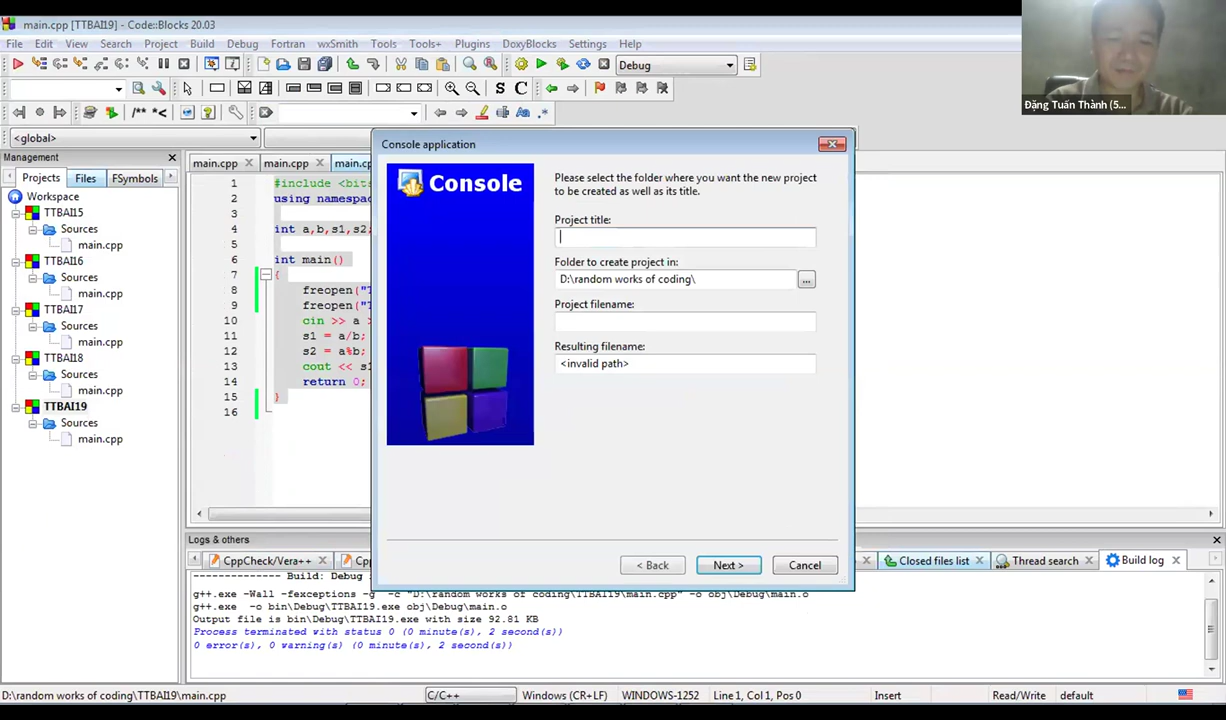 main.cpp [TTBAI19] - Code::Blocks 20.03
File Edit View Search Project Build Debug Fortran wxSmith Tools Tools+ Plugins DoxyBlocks Settings Help
Debug
S C
/** *<
Aa .*
<global>
Đặng Tuấn Thành (5...
Management
Projects Files FSymbols
Workspace
TTBAI15
Sources
main.cpp
TTBAI16
Sources
main.cpp
TTBAI17
Sources
main.cpp
TTBAI18
Sources
main.cpp
TTBAI19
Sources
main.cpp
main.cpp main.cpp main.c
1 #include <bits
2 using namespac
3
4 int a,b,s1,s2;
5
6 int main()
7 {
8 freopen("T
9 freopen("T
10 cin >> a >
11 s1 = a/b;
12 s2 = a%b;
13 cout << s1
14 return 0;
15 }
16
Console application
Console
Please select the folder where you want the new project
to be created as well as its title.
Project title:
Folder to create project in:
D:\random works of coding\
...
Project filename:
Resulting filename:
<invalid path>
< Back Next > Cancel
Logs & others
CppCheck/Vera++ Closed files list Thread search Build log
-------------- Build: Debug
g++.exe -Wall -fexceptions -g -c "D:\random works of coding\TTBAI19\main.cpp" -o obj\Debug\main.o
g++.exe -o bin\Debug\TTBAI19.exe obj\Debug\main.o
Output file is bin\Debug\TTBAI19.exe with size 92.81 KB
Process terminated with status 0 (0 minute(s), 2 second(s))
0 error(s), 0 warning(s) (0 minute(s), 2 second(s))
D:\random works of coding\TTBAI19\main.cpp C/C++ Windows (CR+LF) WINDOWS-1252 Line 1, Col 1, Pos 0 Insert Read/Write default